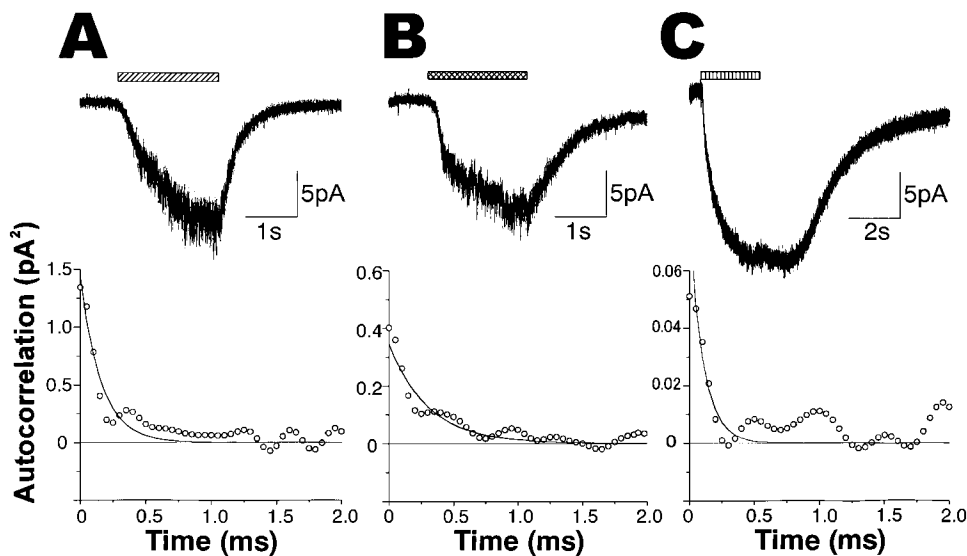 A B C
5pA 5pA 5pA
1s 1s 2s
Autocorrelation (pA²)
1.5 0.6 0.06
1.0 0.4 0.04
0.5 0.2 0.02
0 0 0
0 0.5 1.0 1.5 2.0 0 0.5 1.0 1.5 2.0 0 0.5 1.0 1.5 2.0
Time (ms) Time (ms) Time (ms)